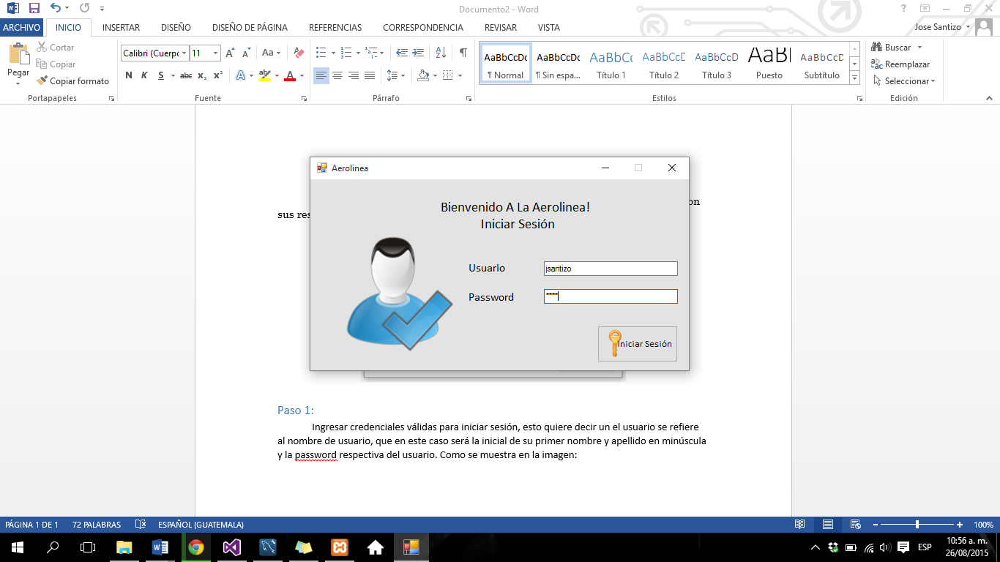 Documento2 - Word
ARCHIVO INICIO INSERTAR DISEÑO DISEÑO DE PÁGINA REFERENCIAS CORRESPONDENCIA REVISAR VISTA Jose Santizo
Pegar
Cortar
Copiar
Copiar formato
Portapapeles
Calibri (Cuerpo 11
N K S abc x₂ x²
Fuente
Párrafo
AaBbCcDc AaBbCcDc AaBbCc AaBbCcD AaBbCcD AaBl AaBbCcD
¶ Normal ¶ Sin espa... Título 1 Título 2 Título 3 Puesto Subtítulo
Estilos
Buscar
Reemplazar
Seleccionar
Edición
on
sus res
Aerolinea
Bienvenido A La Aerolinea!
Iniciar Sesión
Usuario jsantizo
Password ****
Iniciar Sesión
Paso 1:
Ingresar credenciales válidas para iniciar sesión, esto quiere decir un el usuario se refiere
al nombre de usuario, que en este caso será la inicial de su primer nombre y apellido en minúscula
y la password respectiva del usuario. Como se muestra en la imagen:
PÁGINA 1 DE 1 72 PALABRAS ESPAÑOL (GUATEMALA) 100%
ESP
10:56 a. m.
26/08/2015